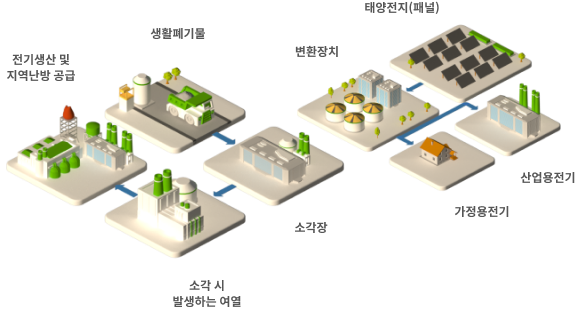 태양전지(패널)
생활폐기물
변환장치
전기생산 및
지역난방 공급
산업용전기
가정용전기
소각장
소각 시
발생하는 여열